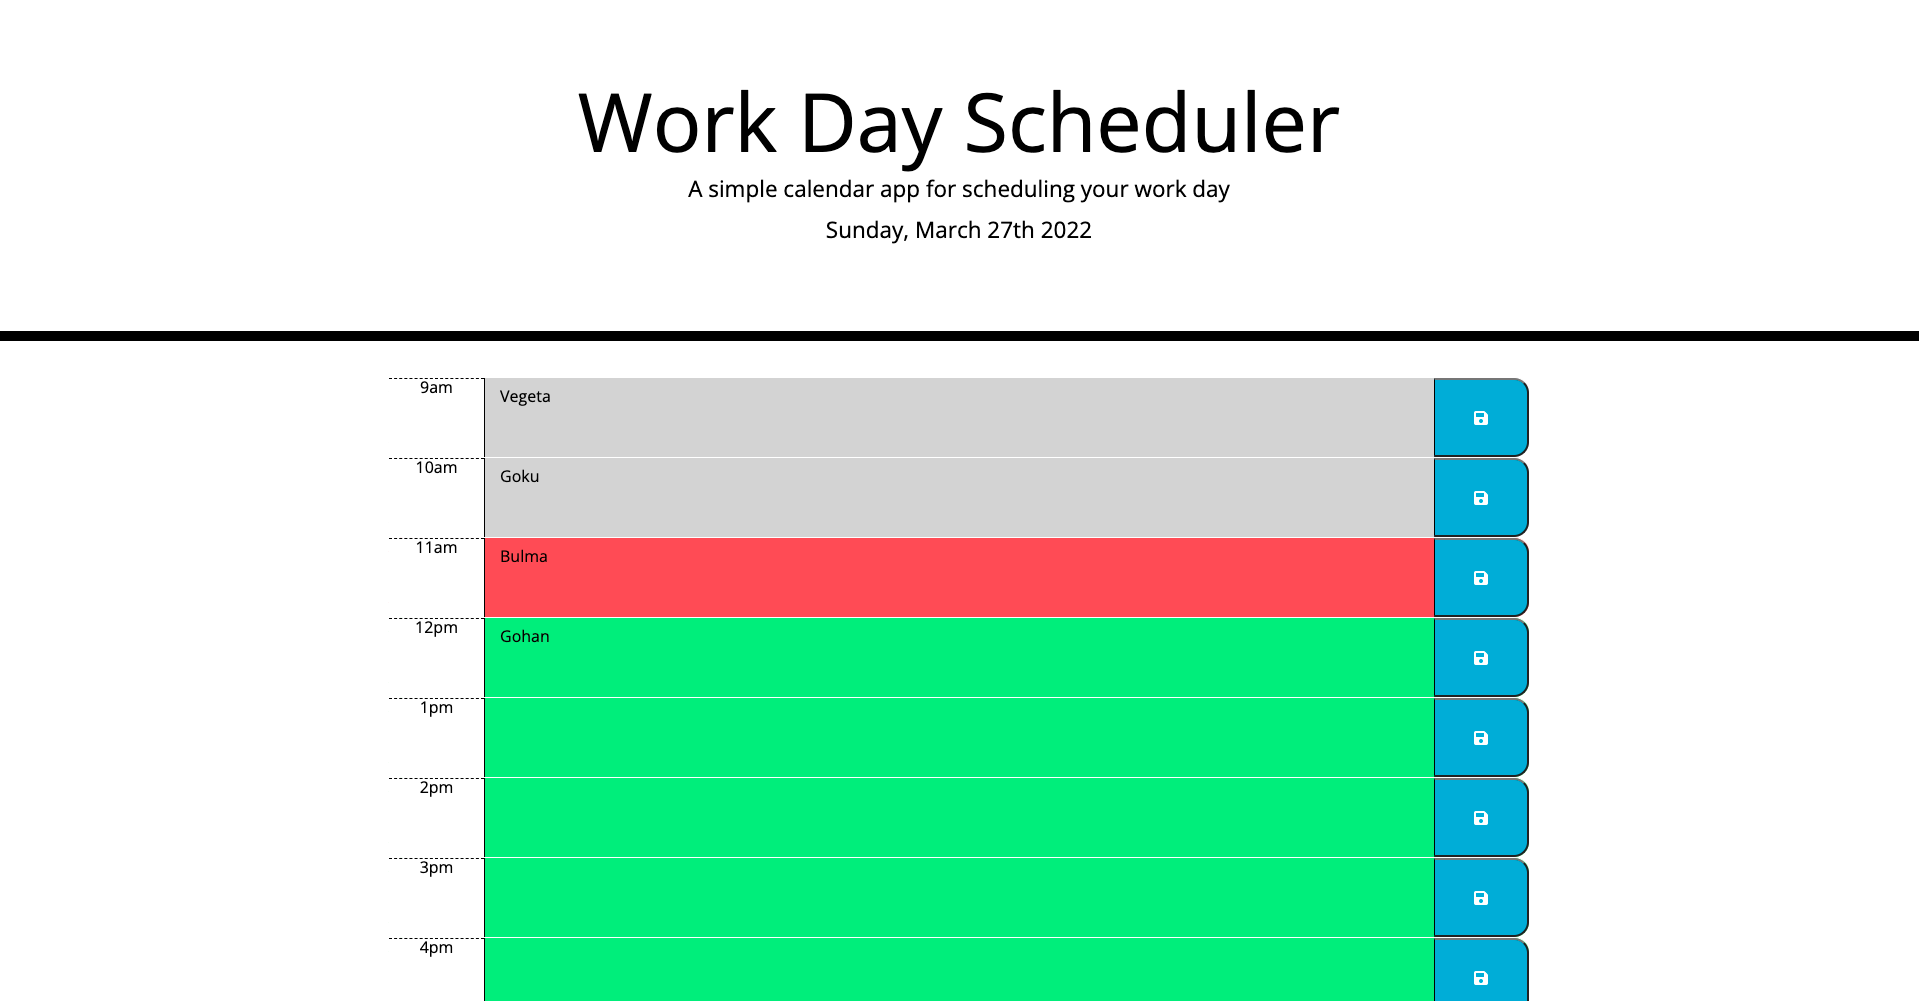 Work Day Scheduler
A simple calendar app for scheduling your work day
Sunday, March 27th 2022
9am
Vegeta
10am
Goku
11am
Bulma
12pm
Gohan
1pm
2pm
3pm
4pm